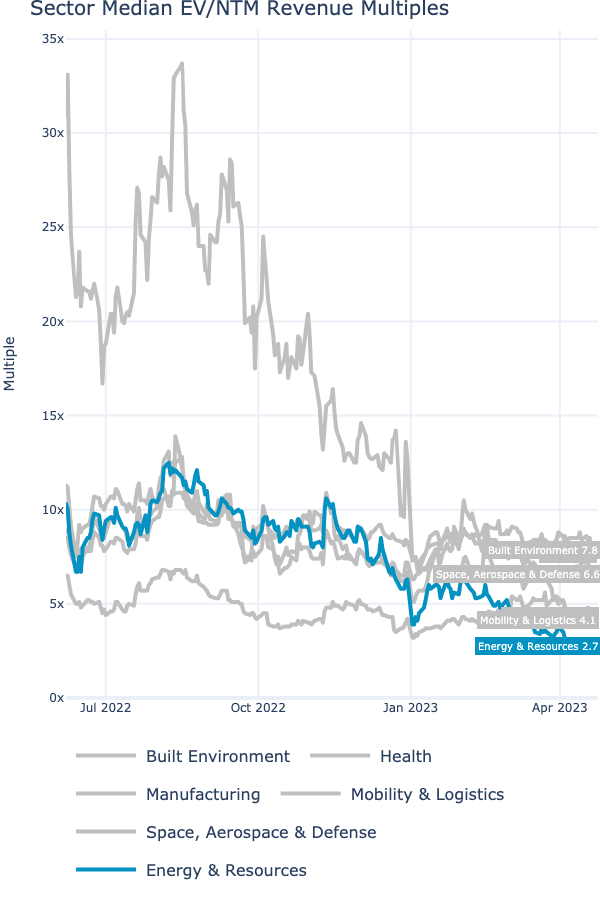 Sector Median EV/NTM Revenue Multiples
35x
30x
25x
20x
15x
10x
5x
0x
Multiple
Built Environment 7.8
Space, Aerospace & Defense 6.6
Mobility & Logistics 4.1
Energy & Resources 2.7
Jul 2022
Oct 2022
Jan 2023
Apr 2023
Built Environment
Health
Manufacturing
Mobility & Logistics
Space, Aerospace & Defense
Energy & Resources